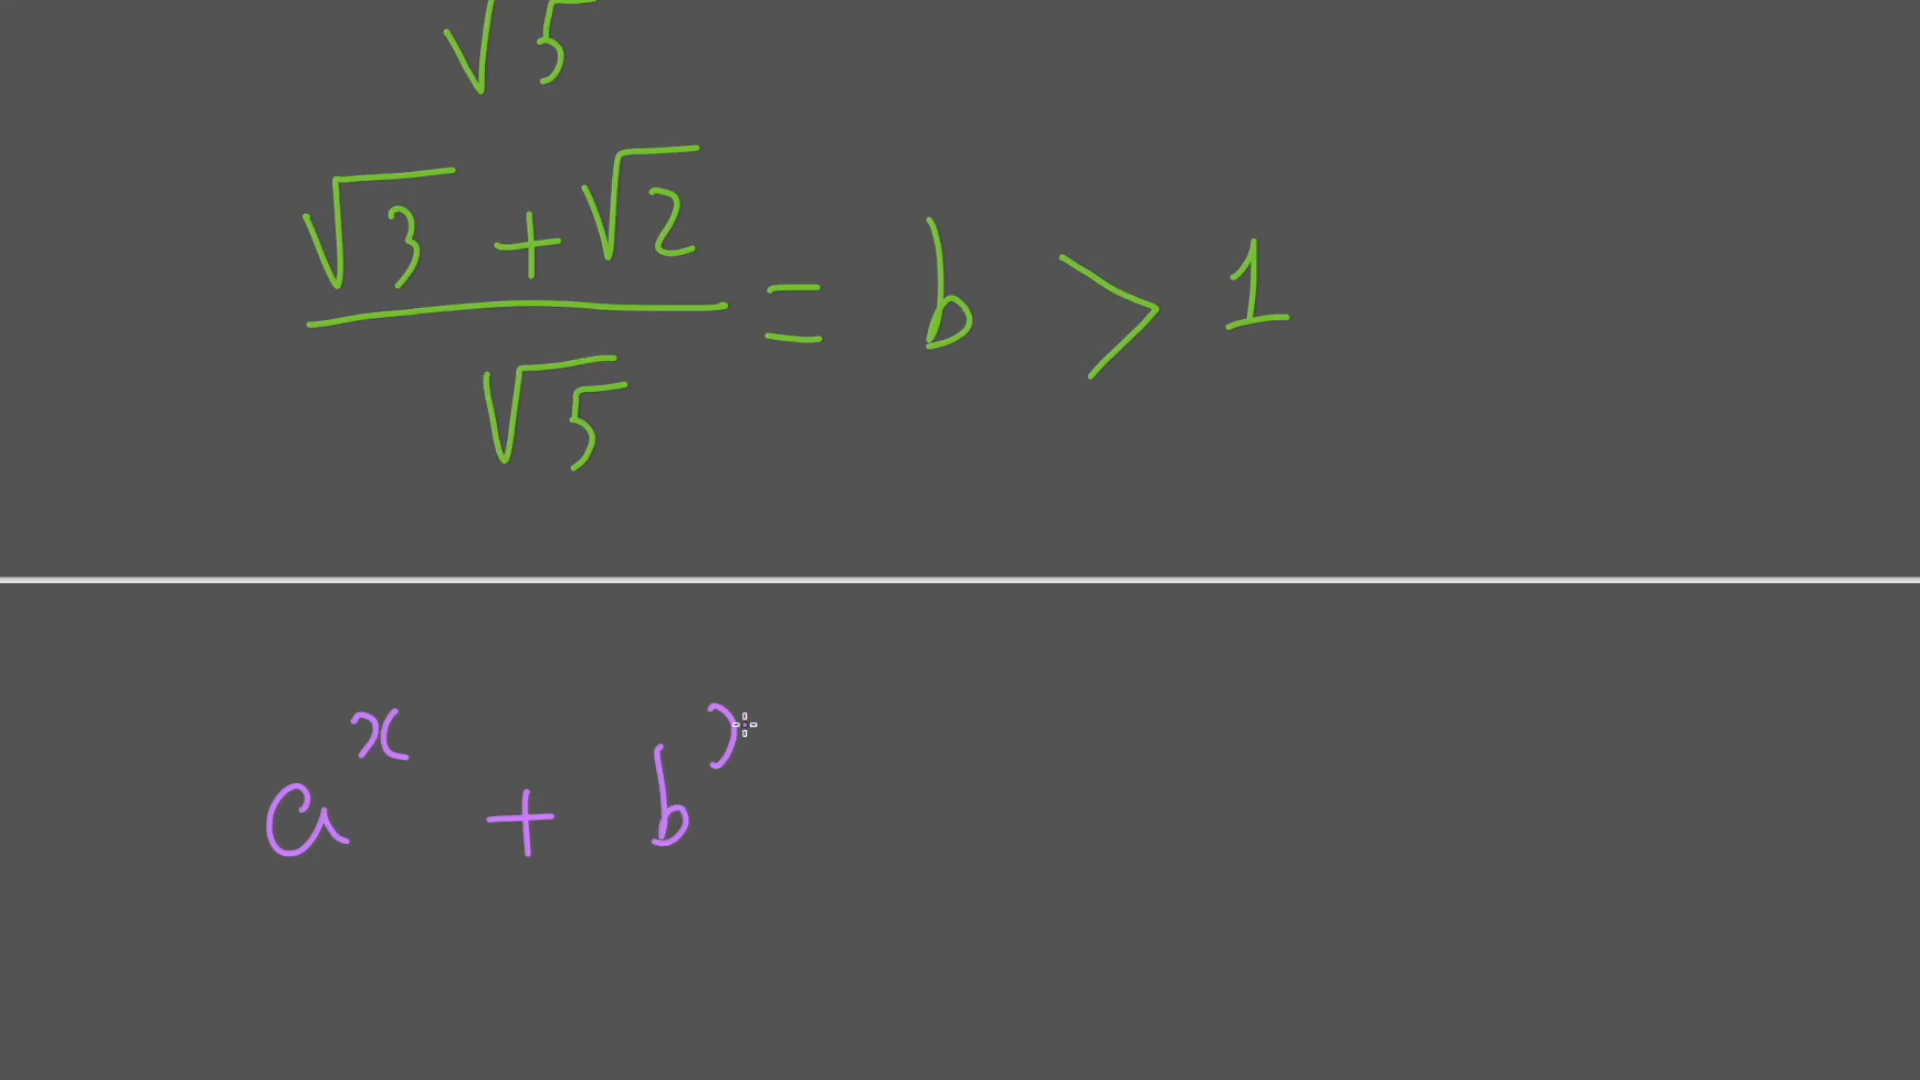 √5
(√3 + √2)/√5 = b > 1
a^x + b^